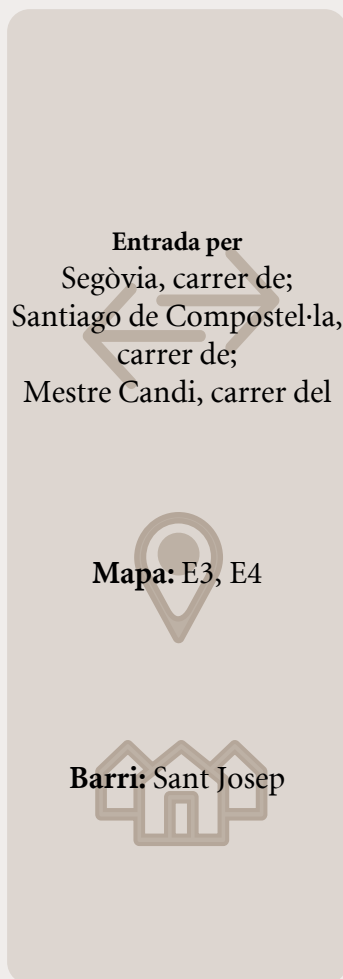 Entrada per
Segòvia, carrer de;
Santiago de Compostel·la,
carrer de;
Mestre Candi, carrer del
Mapa: E3, E4
Barri: Sant Josep